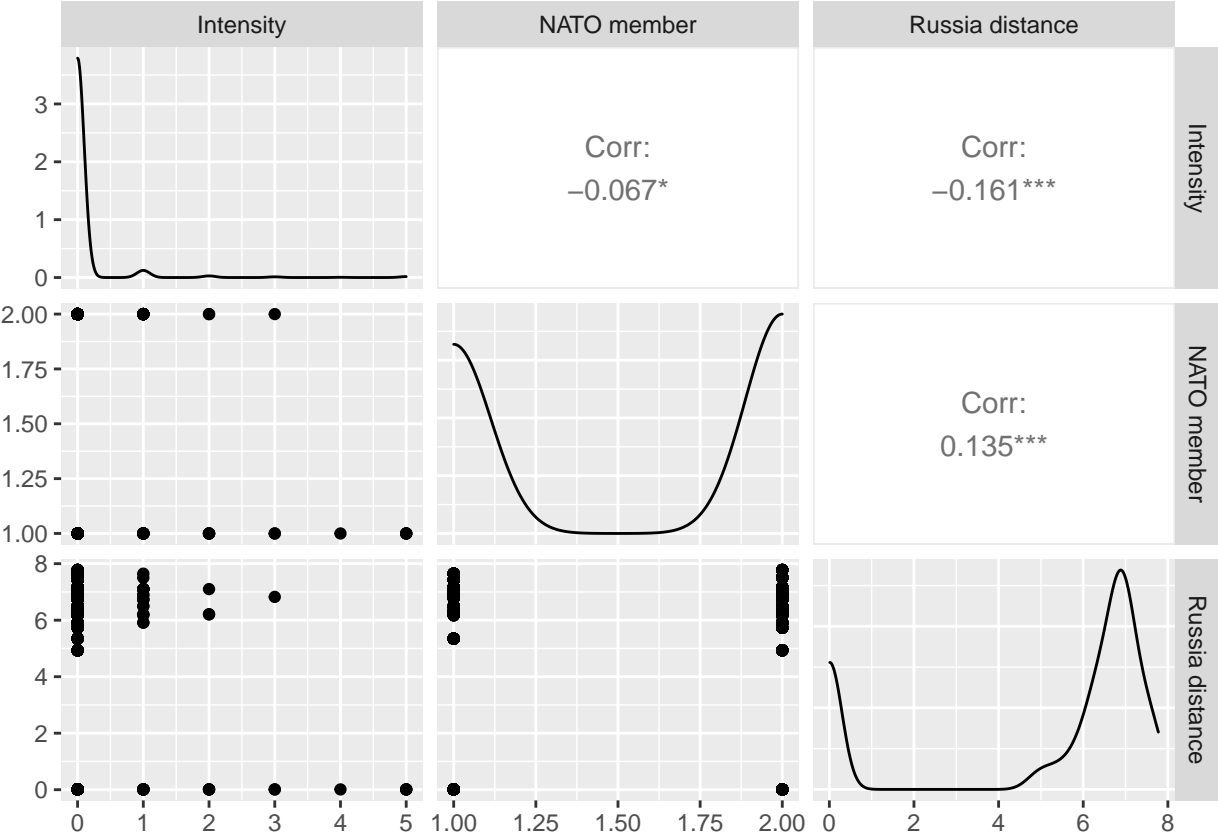 Intensity
NATO member
Russia distance
3
2
1
0
Corr:
−0.067*
Corr:
−0.161***
Intensity
2.00
1.75
1.50
1.25
1.00
Corr:
0.135***
NATO member
8
6
4
2
0
Russia distance
0 1 2 3 4 5
1.00 1.25 1.50 1.75 2.00
0 2 4 6 8